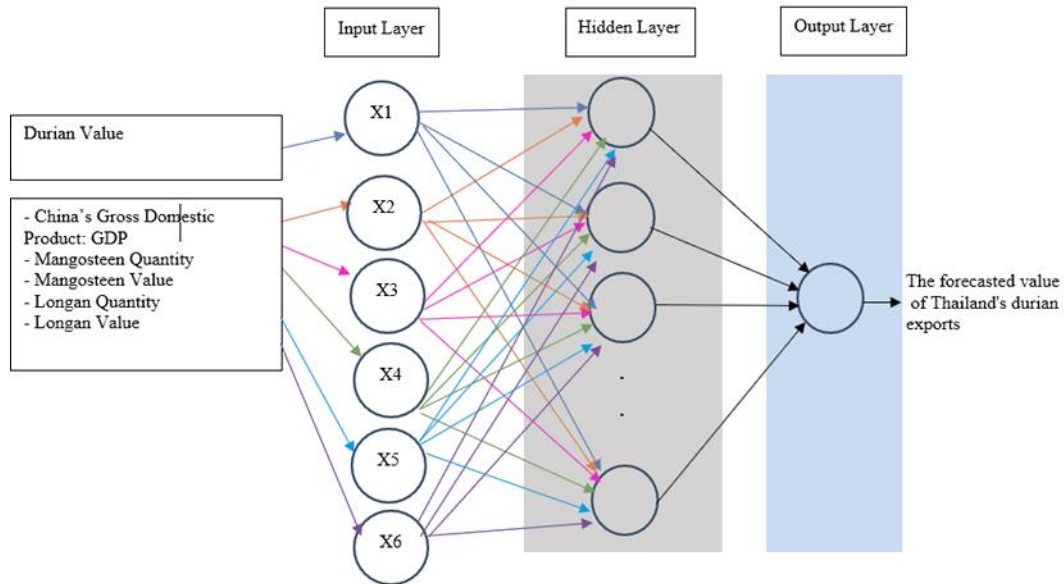 Input Layer
Hidden Layer
Output Layer
Durian Value
- China's Gross Domestic
Product: GDP
- Mangosteen Quantity
- Mangosteen Value
- Longan Quantity
- Longan Value
X1
X2
X3
X4
X5
X6
The forecasted value
of Thailand's durian
exports